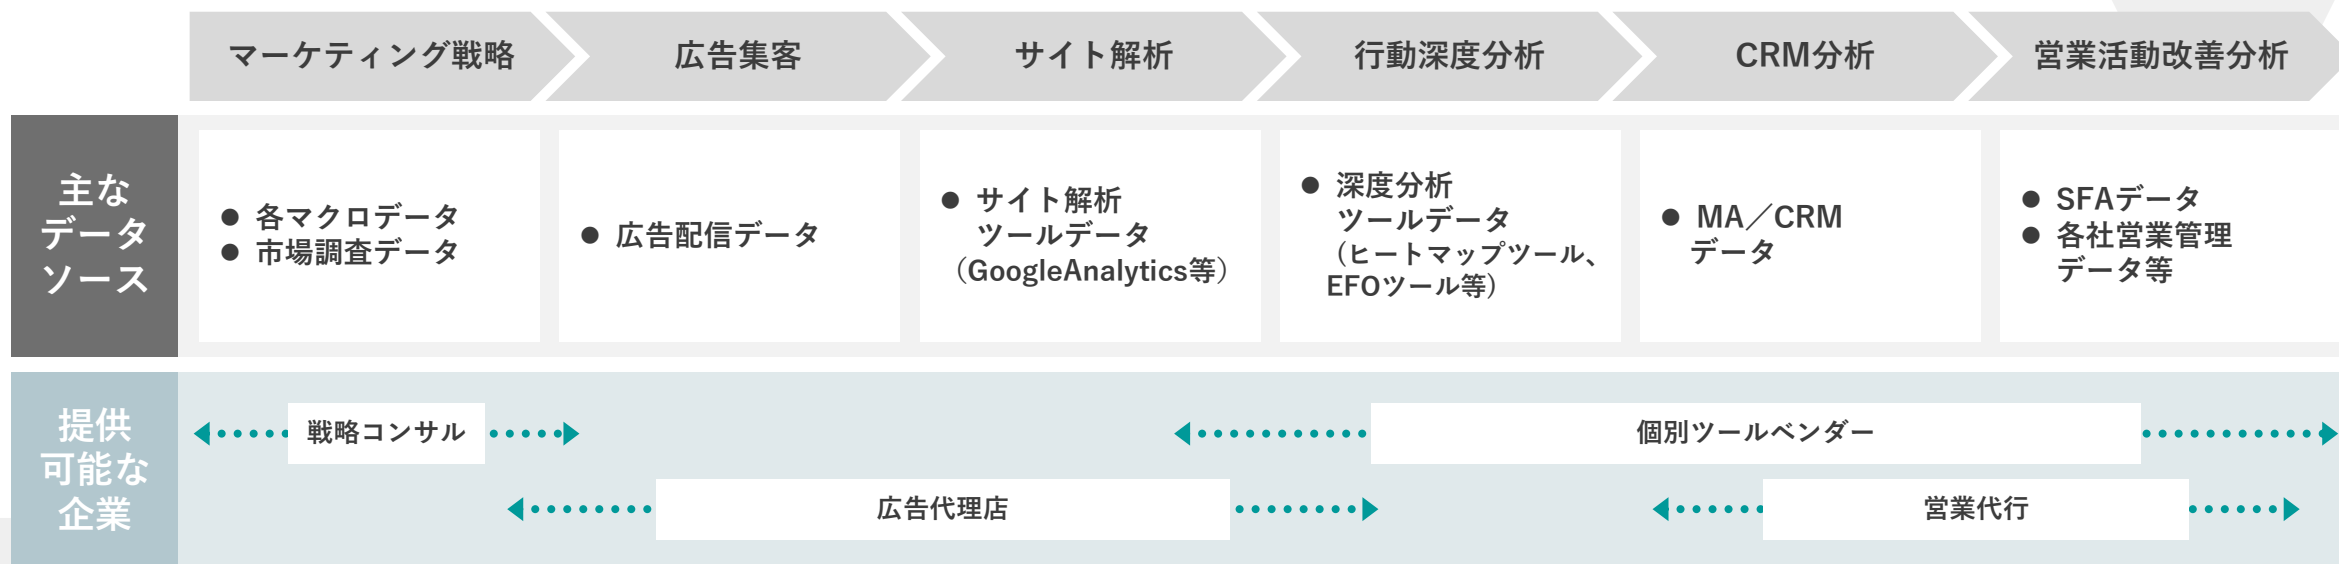 マーケティング戦略
広告集客
サイト解析
行動深度分析
CRM分析
営業活動改善分析
主な
データ
ソース
● 各マクロデータ
● 市場調査データ
● 広告配信データ
● サイト解析
ツールデータ
（GoogleAnalytics等）
● 深度分析
ツールデータ
（ヒートマップツール、
EFOツール等）
● MA／CRM
データ
● SFAデータ
● 各社営業管理
データ等
提供
可能な
企業
戦略コンサル
個別ツールベンダー
広告代理店
営業代行